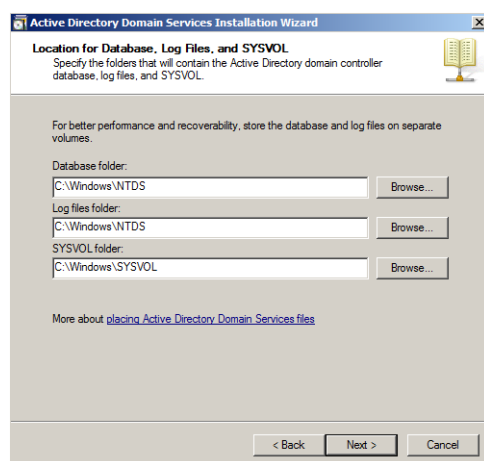 Active Directory Domain Services Installation Wizard
Location for Database, Log Files, and SYSVOL
Specify the folders that will contain the Active Directory domain controller
database, log files, and SYSVOL.
For better performance and recoverability, store the database and log files on separate
volumes.
Database folder:
C:\Windows\NTDS
Browse...
Log files folder:
C:\Windows\NTDS
Browse...
SYSVOL folder:
C:\Windows\SYSVOL
Browse...
More about placing Active Directory Domain Services files
< Back
Next >
Cancel